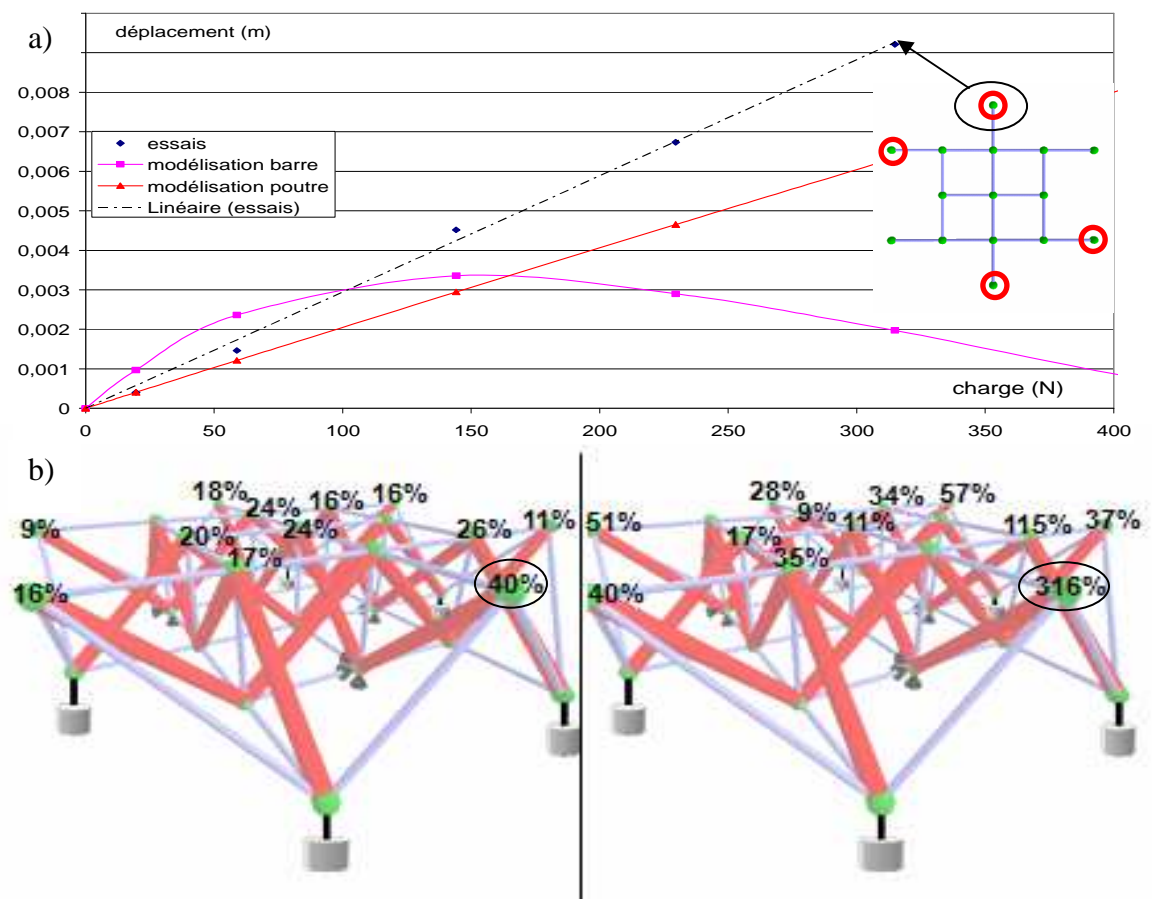 a)
déplacement (m)
0,008
0,007
0,006
0,005
0,004
0,003
0,002
0,001
0
essais
modélisation barre
modélisation poutre
Linéaire (essais)
charge (N)
0 50 100 150 200 250 300 350 400
b)
18% 24% 16% 16%
9% 20% 24% 26% 11%
17%
16% 40%
28% 9% 34% 57%
51% 17% 11% 115% 37%
35%
40% 316%